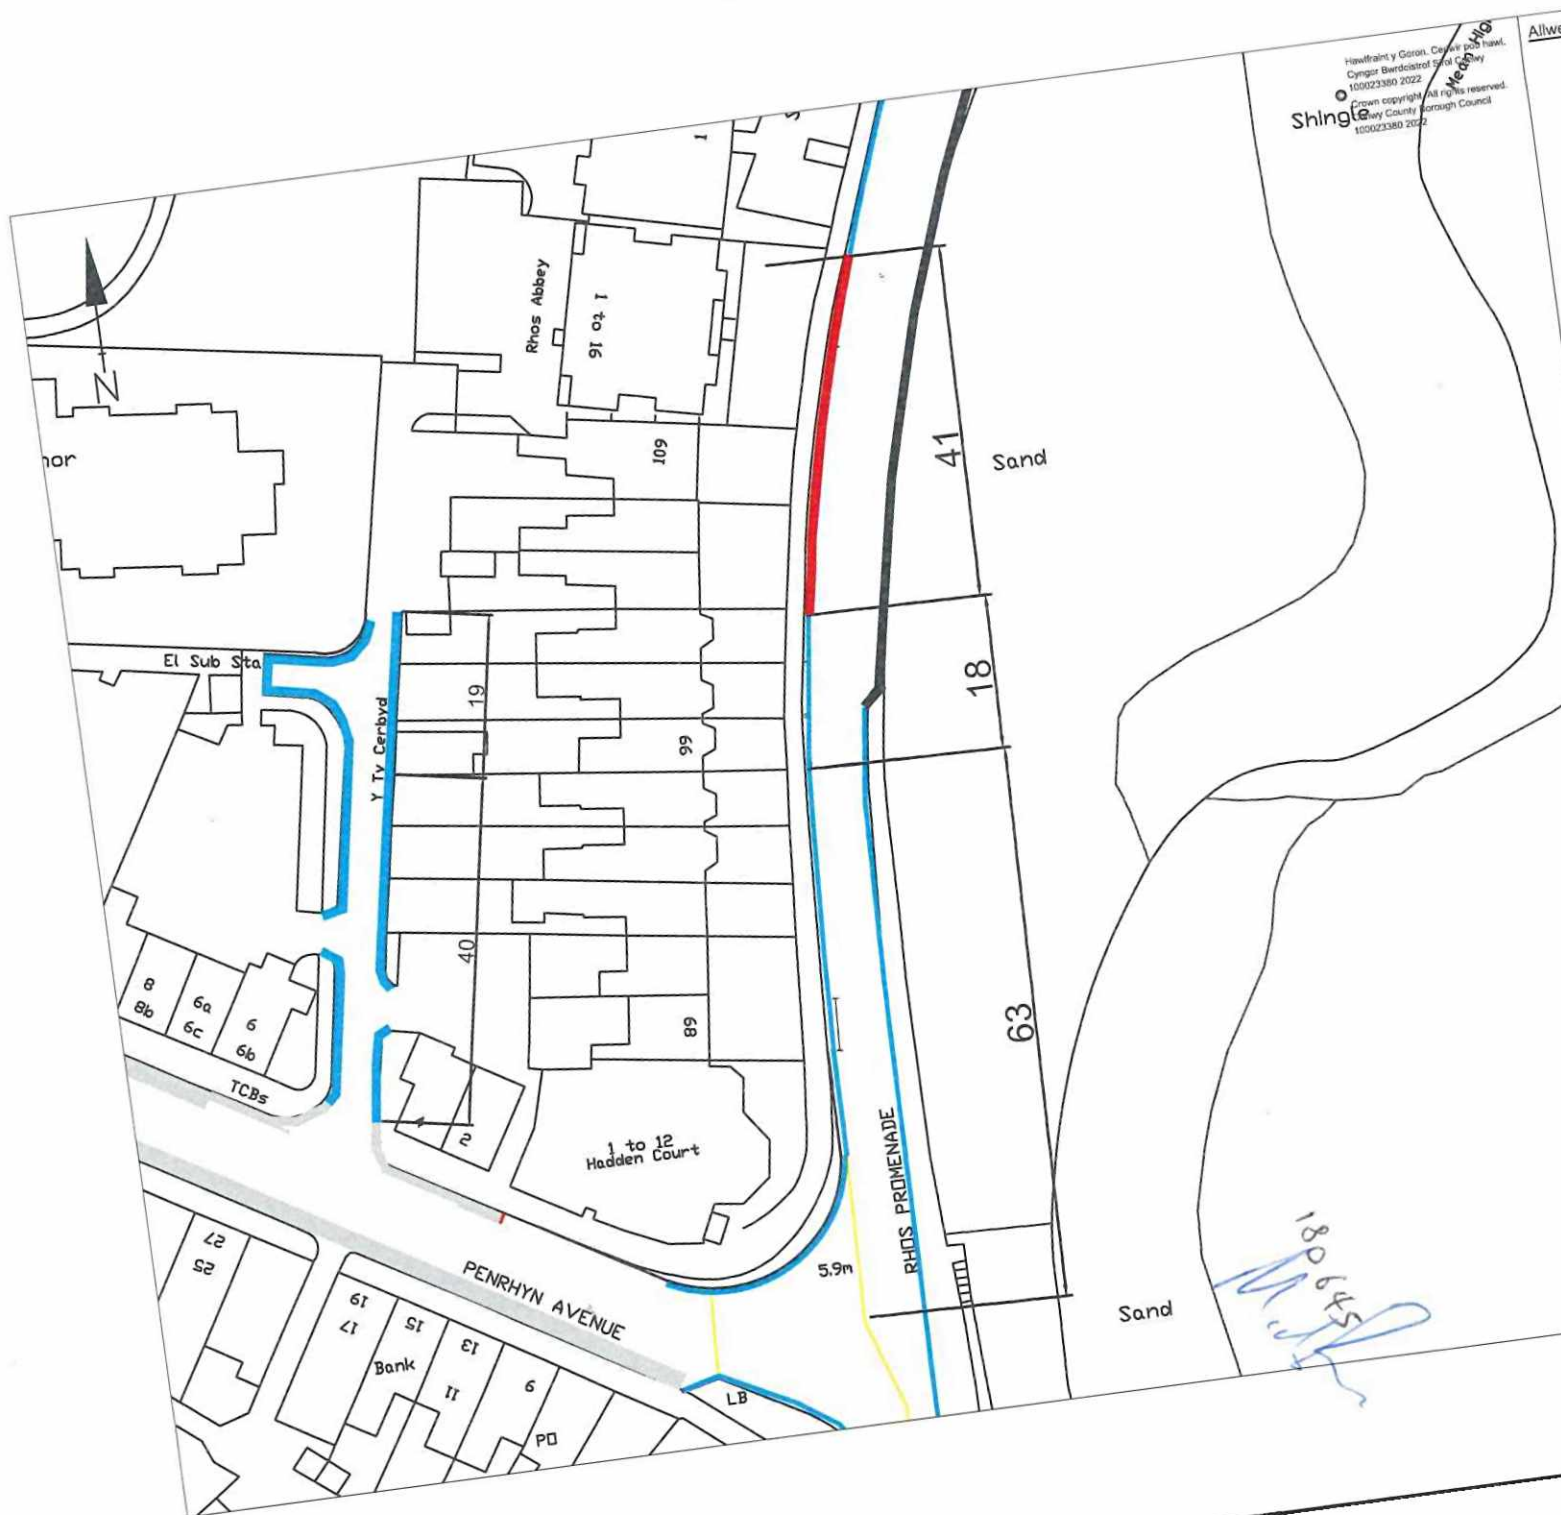 Allwe
Hawlfraint y Goron. Cedwir pob hawl.
Cyngor Bwrdeistref Sirol Conwy
100023380 2022
Crown copyright. All rights reserved.
Conwy County Borough Council
100023380 2022
Mean Hig
Shingle
1
Rhos Abbey
1 to 16
N
nor
109
41
Sand
El Sub Sta
18
19
Y Ty Cerbyd
99
40
63
8
8b
6a
6c
6
6b
89
TCBs
2
1 to 12
Hadden Court
RHOS PROMENADE
5.9m
27
25
PENRHYN AVENUE
19
17
15
13
Bank
11
9
PO
LB
Sand
180645